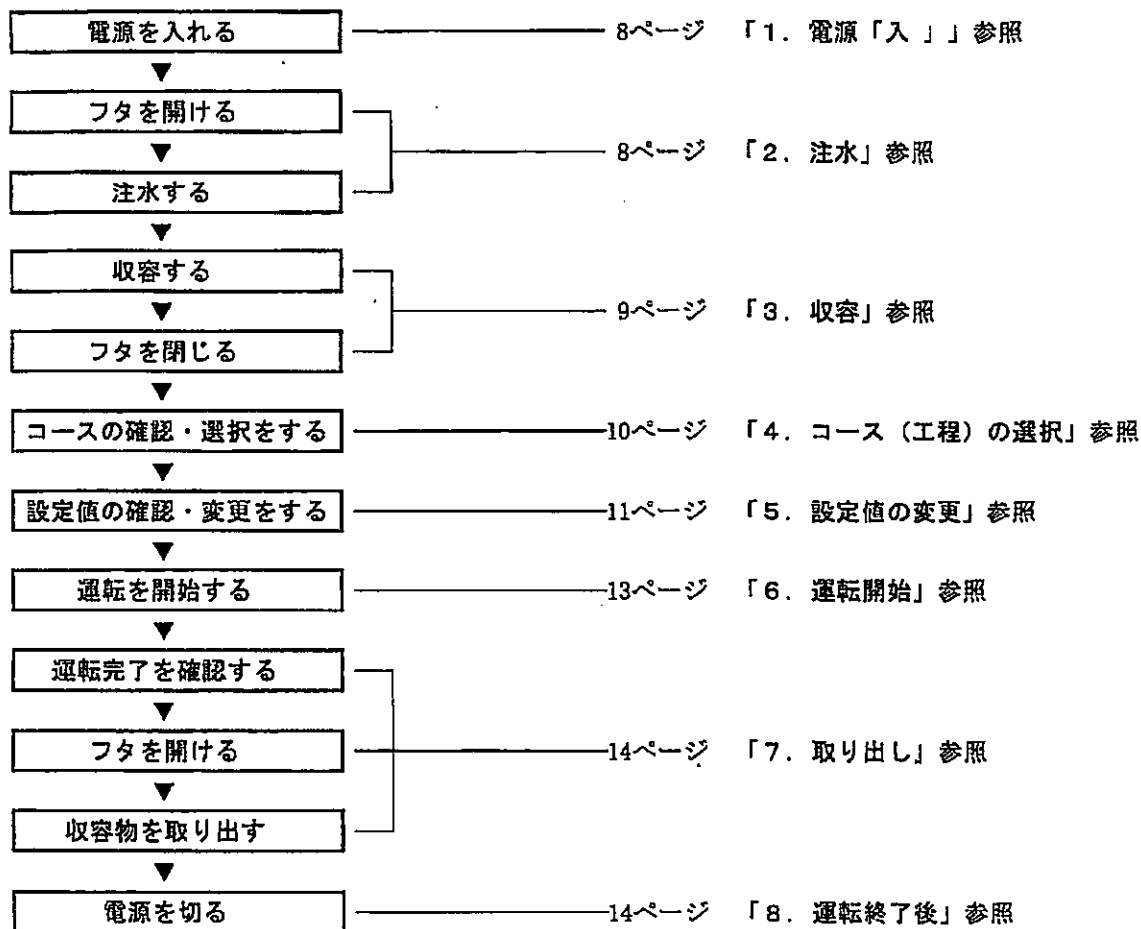 電源を入れる 8ページ 「1．電源「入 」」参照
▼
フタを開ける
▼ 8ページ 「2．注水」参照
注水する
▼
収容する
▼ 9ページ 「3．収容」参照
フタを閉じる
▼
コースの確認・選択をする 10ページ 「4．コース（工程）の選択」参照
▼
設定値の確認・変更をする 11ページ 「5．設定値の変更」参照
▼
運転を開始する 13ページ 「6．運転開始」参照
▼
運転完了を確認する
▼
フタを開ける 14ページ 「7．取り出し」参照
▼
収容物を取り出す
▼
電源を切る 14ページ 「8．運転終了後」参照